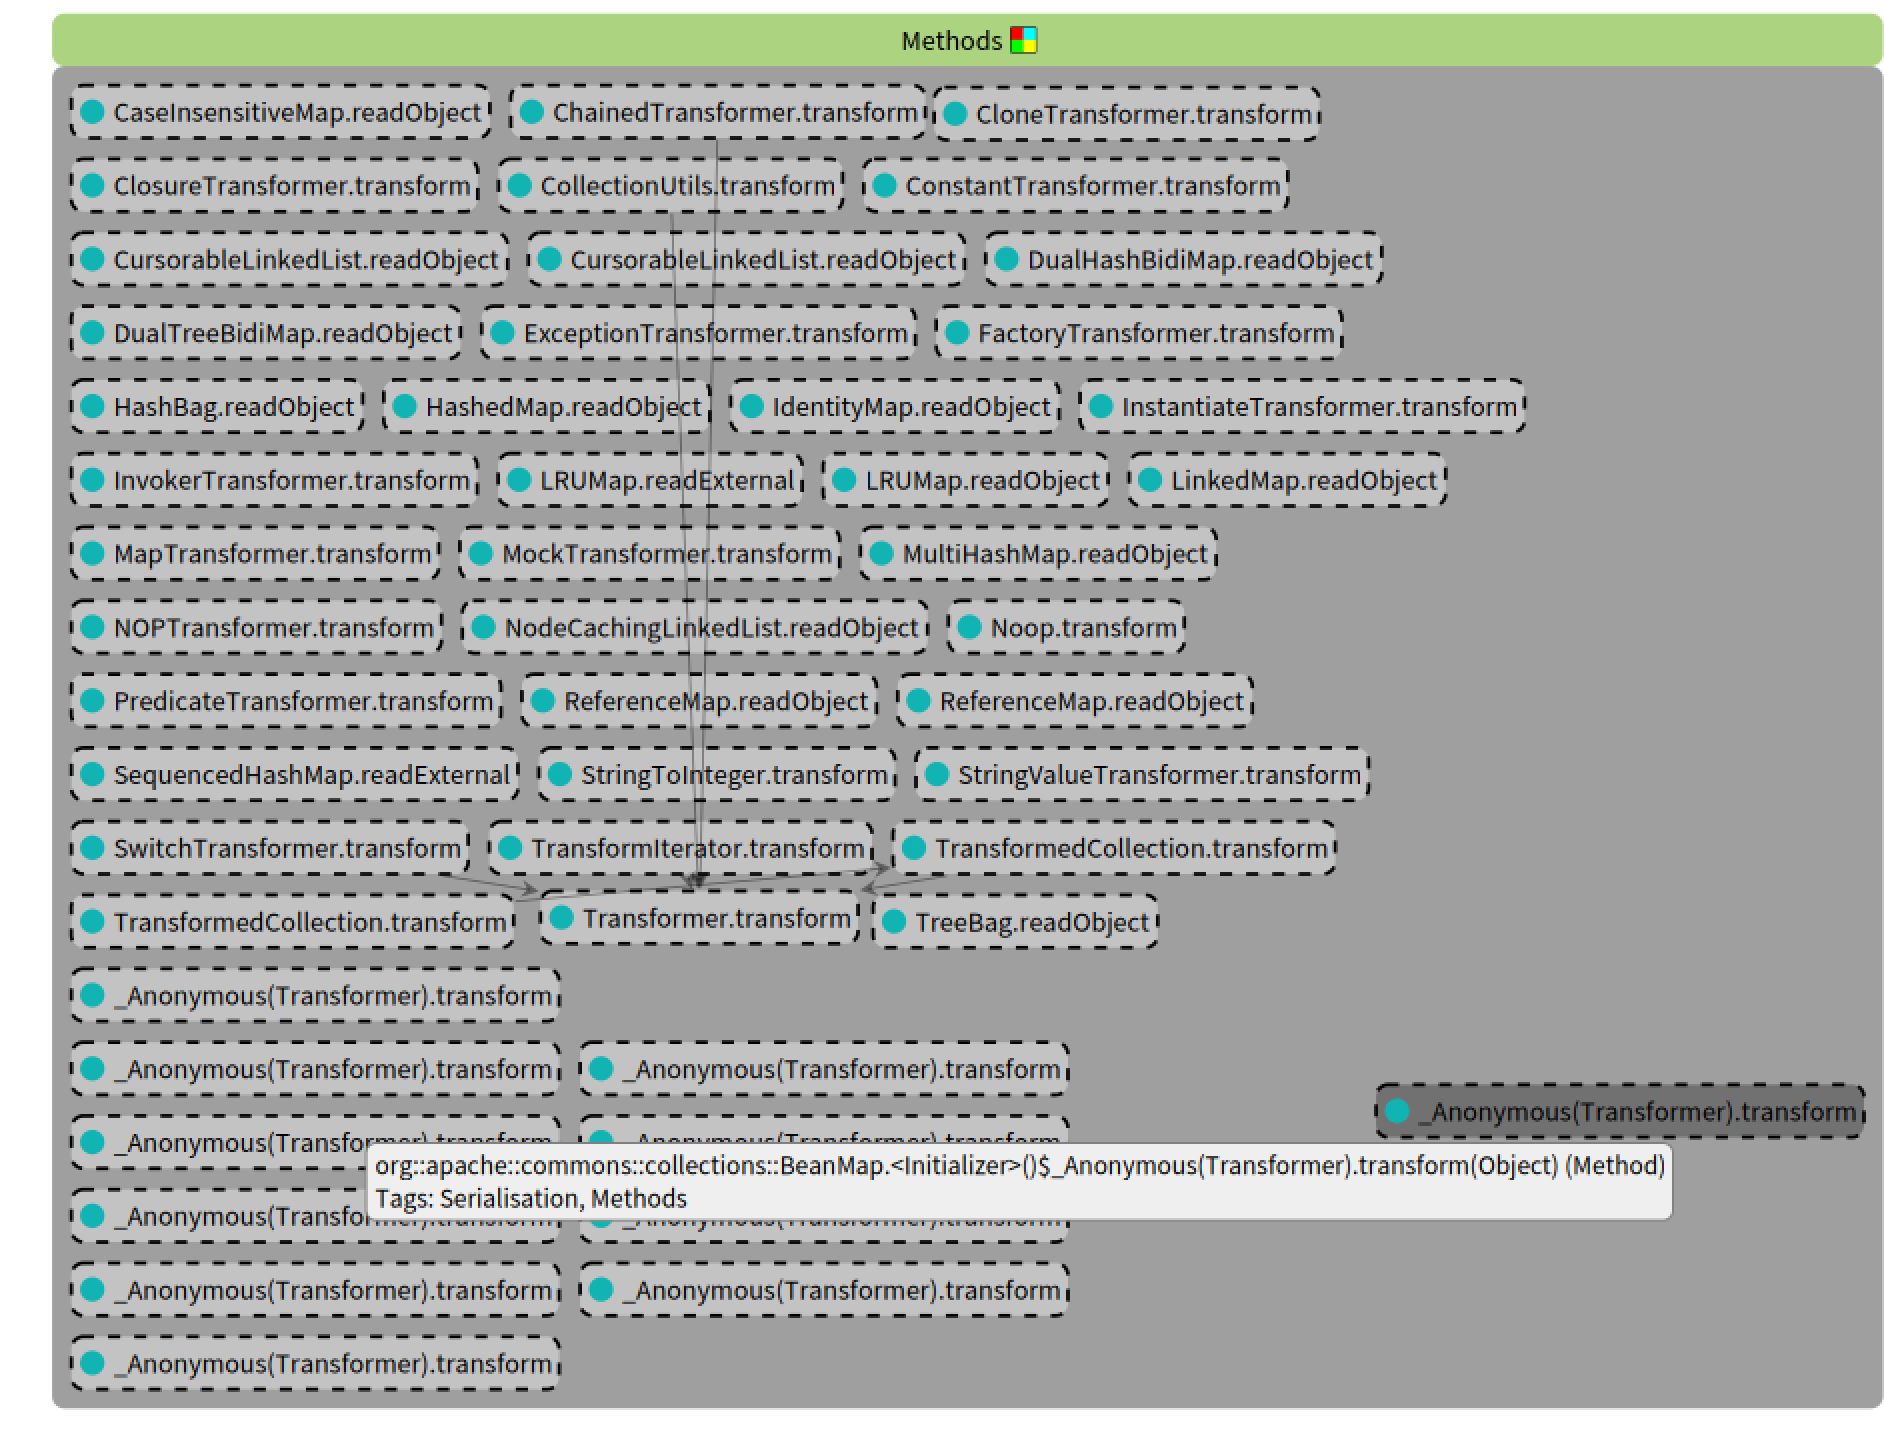 Methods
CaseInsensitiveMap.readObject ChainedTransformer.transform CloneTransformer.transform
ClosureTransformer.transform CollectionUtils.transform ConstantTransformer.transform
CursorableLinkedList.readObject CursorableLinkedList.readObject DualHashBidiMap.readObject
DualTreeBidiMap.readObject ExceptionTransformer.transform FactoryTransformer.transform
HashBag.readObject HashedMap.readObject IdentityMap.readObject InstantiateTransformer.transform
InvokerTransformer.transform LRUMap.readExternal LRUMap.readObject LinkedMap.readObject
MapTransformer.transform MockTransformer.transform MultiHashMap.readObject
NOPTransformer.transform NodeCachingLinkedList.readObject Noop.transform
PredicateTransformer.transform ReferenceMap.readObject ReferenceMap.readObject
SequencedHashMap.readExternal StringToInteger.transform StringValueTransformer.transform
SwitchTransformer.transform TransformIterator.transform TransformedCollection.transform
TransformedCollection.transform Transformer.transform TreeBag.readObject
_Anonymous(Transformer).transform
_Anonymous(Transformer).transform _Anonymous(Transformer).transform
_Anonymous(Transformer).transform
_Anonymous(Transformer).transform _Anonymous(Transformer).transform
org::apache::commons::collections::BeanMap.<Initializer>()$_Anonymous(Transformer).transform(Object) (Method)
Tags: Serialisation, Methods
_Anonymous(Transformer).transform _Anonymous(Transformer).transform
_Anonymous(Transformer).transform _Anonymous(Transformer).transform
_Anonymous(Transformer).transform